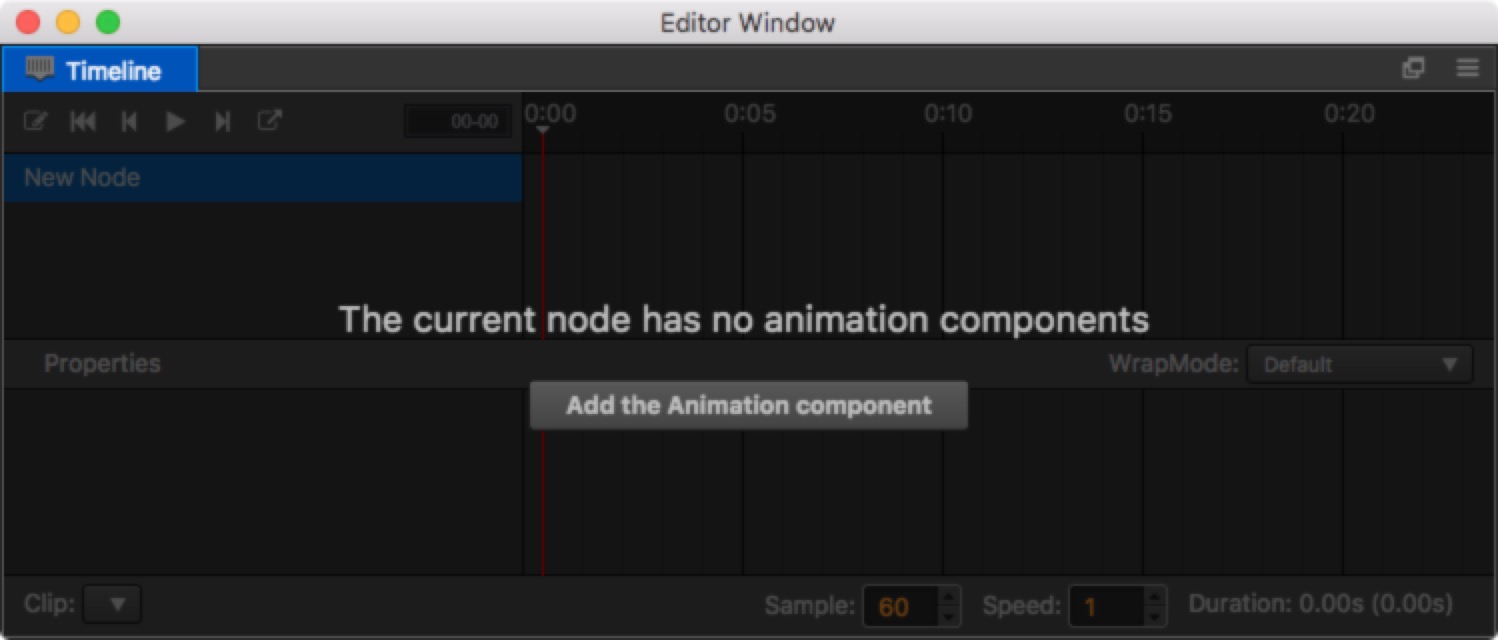 Editor Window
Timeline
00-00 0:00 0:05 0:10 0:15 0:20
New Node
The current node has no animation components
Properties WrapMode: Default
Add the Animation component
Clip: Sample: 60 Speed: 1 Duration: 0.00s (0.00s)